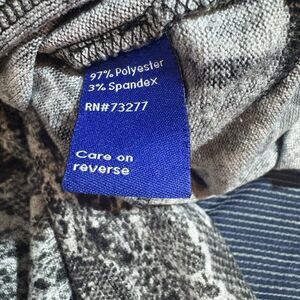 97% Polyester
3% Spandex
RN#73277
Care on
reverse